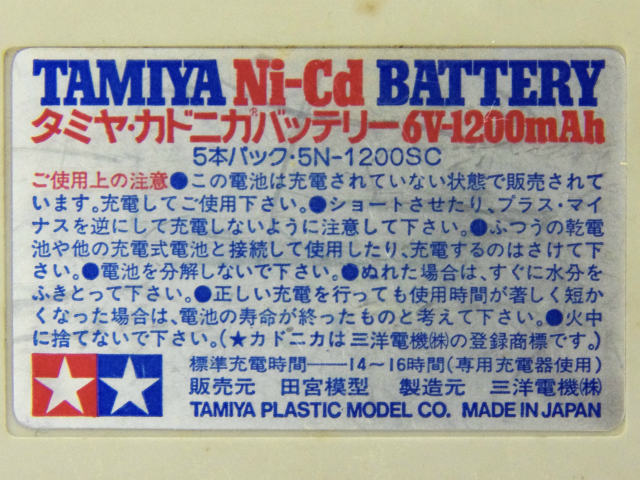 TAMIYA Ni-Cd BATTERY
タミヤ・カドニカ®バッテリー6V-1200mAh
5本パック・5N-1200SC
ご使用上の注意●この電池は充電されていない状態で販売されて
います。充電してご使用下さい。●ショートさせたり、プラス・マイ
ナスを逆にして充電しないように注意して下さい。●ふつうの乾電
池や他の充電式電池と接続して使用したり、充電するのはさけて下
さい。●電池を分解しないで下さい。●ぬれた場合は、すぐに水分を
ふきとって下さい。●正しい充電を行っても使用時間が著しく短か
くなった場合は、電池の寿命が終ったものと考えて下さい。●火中
に捨てないで下さい。(★カドニカは三洋電機㈱の登録商標です。)
標準充電時間──14〜16時間(専用充電器使用)
販売元 田宮模型 製造元 三洋電機㈱
TAMIYA PLASTIC MODEL CO. MADE IN JAPAN